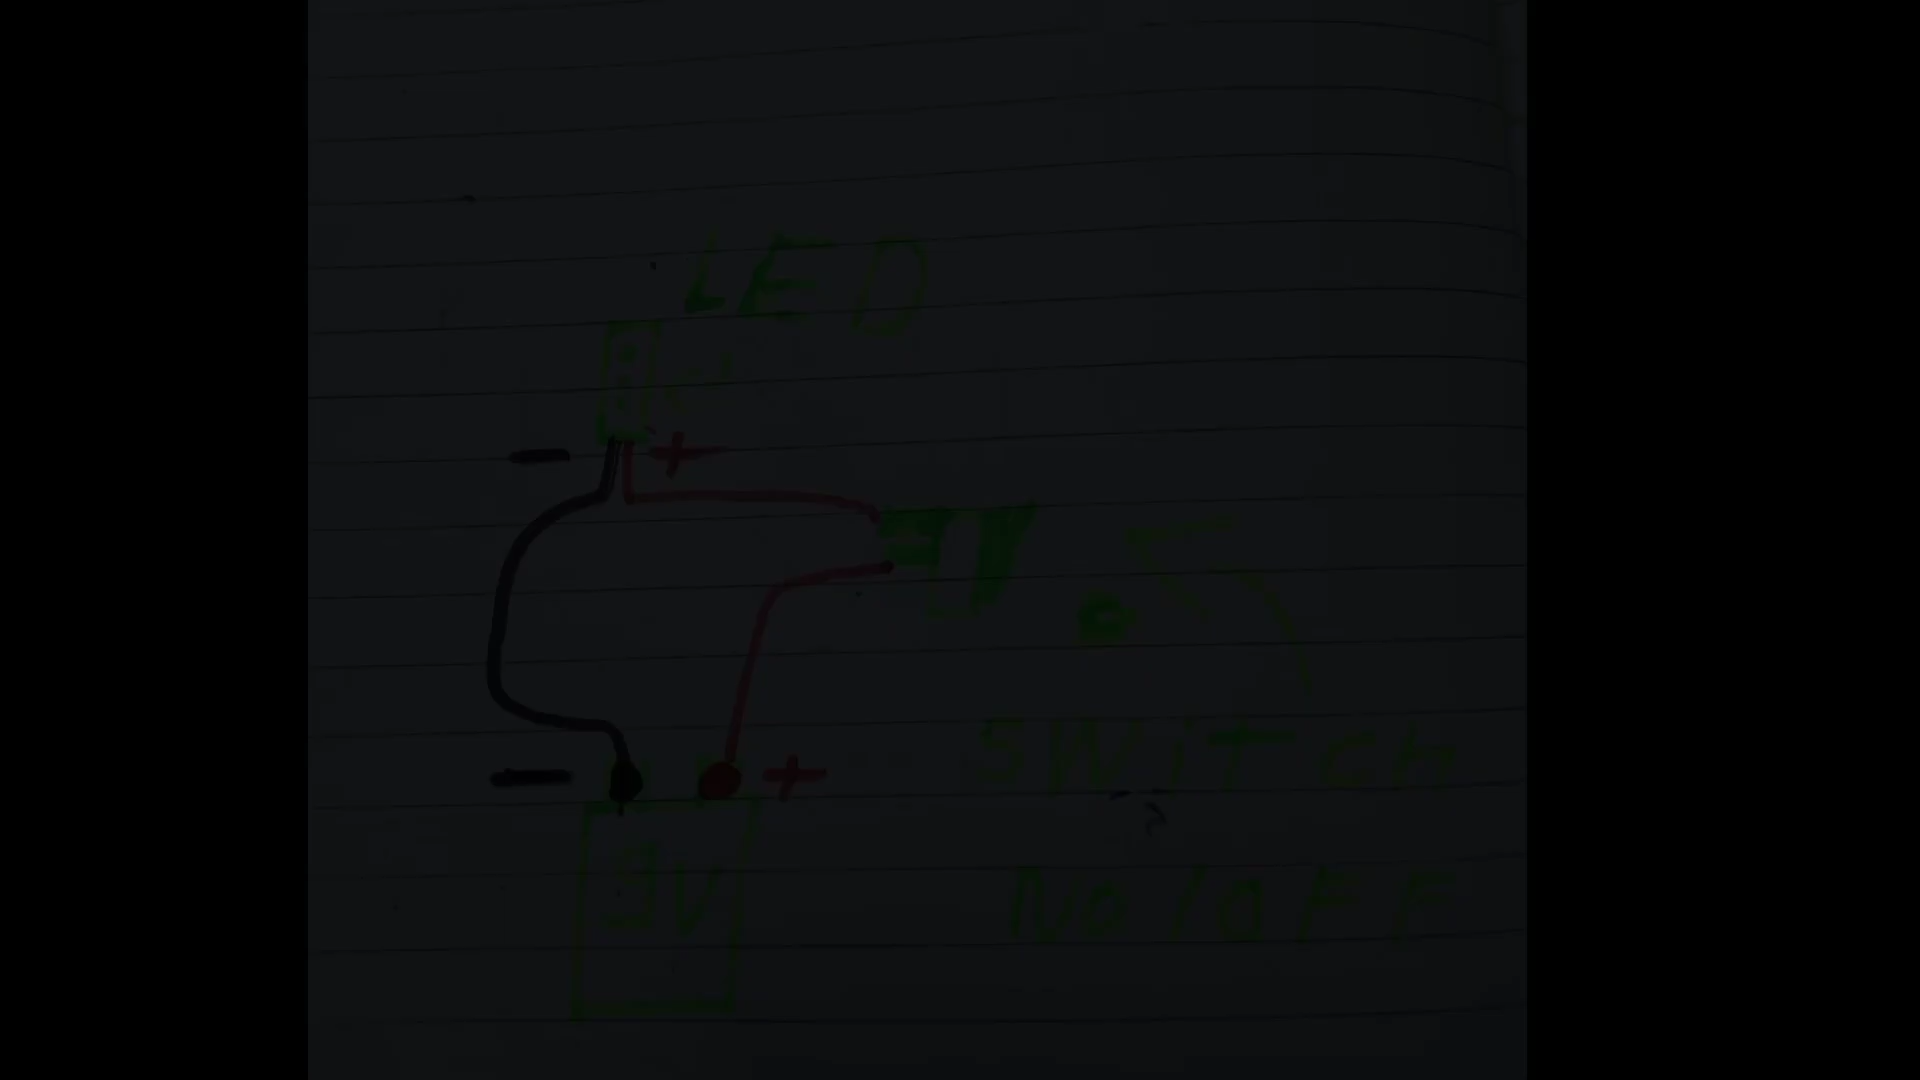 LED
- +
- +
SWiTCH
9V
No/OFF